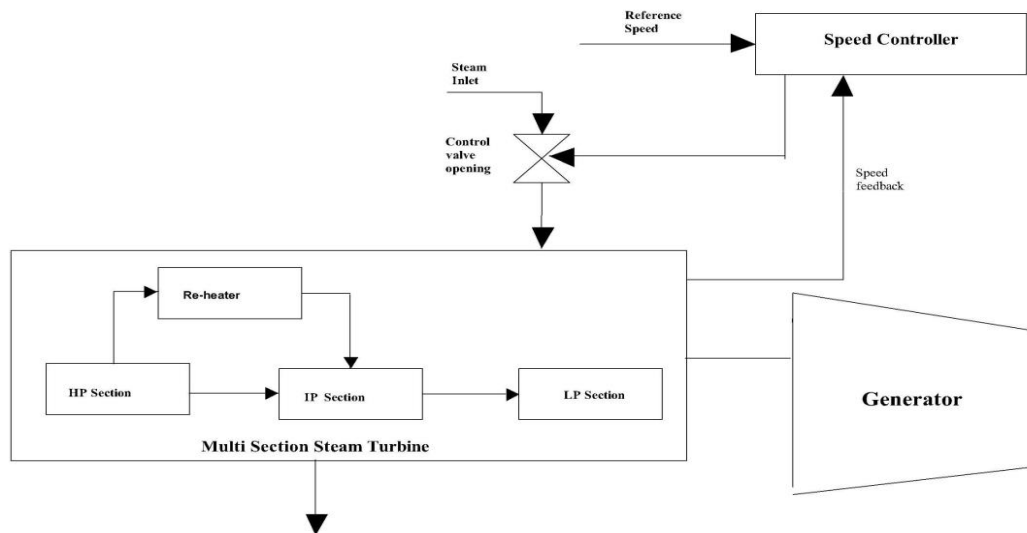 Reference
Speed
Speed Controller
Steam
Inlet
Control
valve
opening
Speed
feedback
Re-heater
HP Section
IP Section
LP Section
Multi Section Steam Turbine
Generator